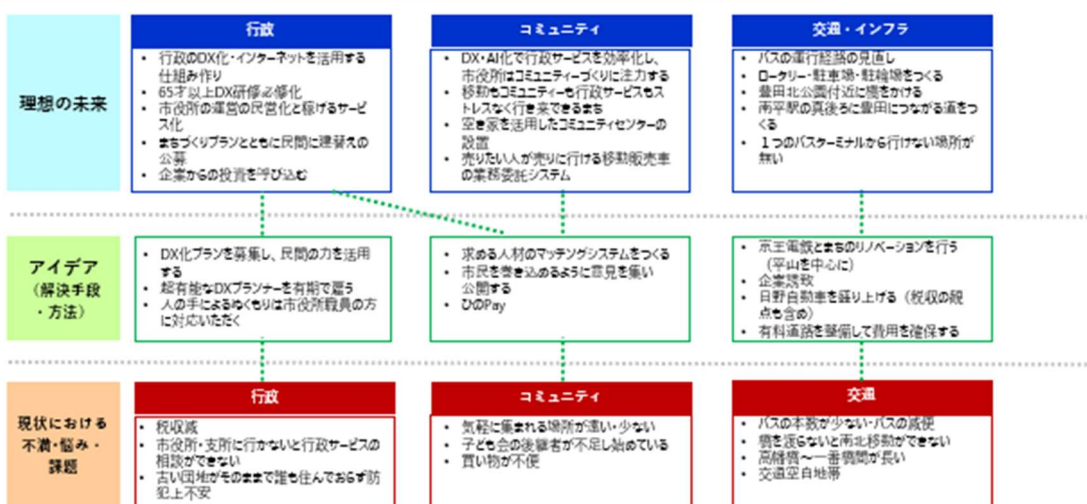 理想の未来
行政
• 行政のDX化・インターネットを活用する
仕組み作り
• 65才以上DX研修必修化
• 市役所の運営の民営化と稼げるサービ
ス化
• まちづくりプランとともに民間に建替えの
公募
• 企業からの投資を呼び込む
コミュニティ
• DX・AI化で行政サービスを効率化し、
市役所はコミュニティーづくりに注力する
• 移動もコミュニティーも行政サービスもス
トレスなく行き来できるまち
• 空き家を活用したコミュニティセンターの
設置
• 売りたい人が売りに行ける移動販売車
の業務委託システム
交通・インフラ
• バスの運行経路の見直し
• ロータリー・駐車場・駐輪場をつくる
• 豊田北公園付近に橋をかける
• 南平駅の真後ろに豊田につながる道をつ
くる
• １つのバスターミナルから行けない場所が
無い
アイデア
（解決手段
・方法）
• DX化プランを募集し、民間の力を活用
する
• 超有能なDXプランナーを有期で雇う
• 人の手によるぬくもりは市役所職員の方
に対応いただく
• 求める人材のマッチングシステムをつくる
• 市民を巻き込めるように意見を集い
公開する
• ひのPay
• 京王電鉄とまちのリノベーションを行う
（平山を中心に）
• 企業誘致
• 日野自動車を盛り上げる（税収の観
点も含め）
• 有料道路を整備して費用を確保する
現状における
不満・悩み・
課題
行政
• 税収減
• 市役所・支所に行かないと行政サービスの
相談ができない
• 古い団地がそのままで誰も住んでおらず防
犯上不安
コミュニティ
• 気軽に集まれる場所が遠い・少ない
• 子ども会の後継者が不足し始めている
• 買い物が不便
交通
• バスの本数が少ない・バスの減便
• 橋を渡らないと南北移動ができない
• 高幡橋～一番橋間が長い
• 交通空白地帯